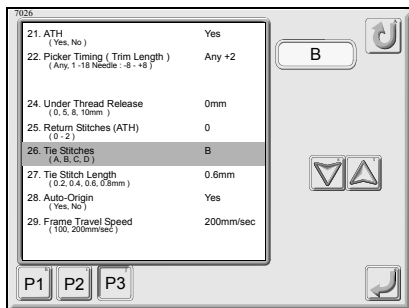 7026
21. ATH Yes
( Yes, No )
22. Picker Timing ( Trim Length ) Any +2
( Any, 1 -18 Needle : -8 - +8 )
24. Under Thread Release 0mm
( 0, 5, 8, 10mm )
25. Return Stitches (ATH) 0
( 0 - 2 )
26. Tie Stitches B
( A, B, C, D )
27. Tie Stitch Length 0.6mm
( 0.2, 0.4, 0.6, 0.8mm )
28. Auto-Origin Yes
( Yes, No )
29. Frame Travel Speed 200mm/sec
( 100, 200mm/sec )
B
P1 P2 P3